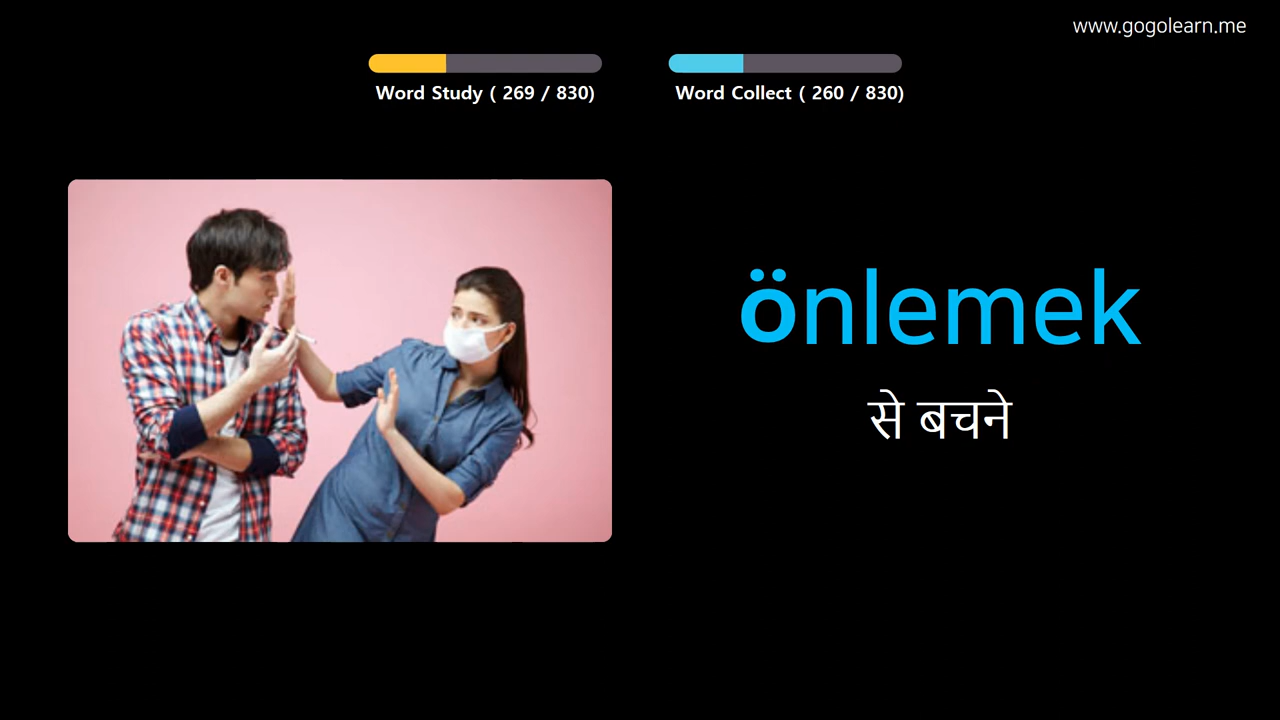 www.gogolearn.me
Word Study ( 269 / 830)
Word Collect ( 260 / 830)
önlemek
से बचने